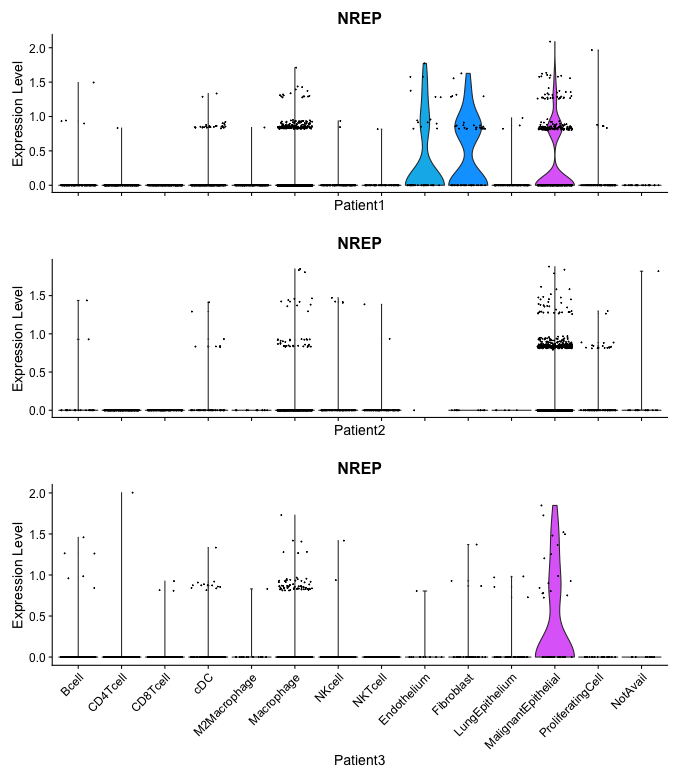 NREP
Expression Level
2.0
1.5
1.0
0.5
0.0
Patient1
NREP
Expression Level
1.5
1.0
0.5
0.0
Patient2
NREP
Expression Level
2.0
1.5
1.0
0.5
0.0
Bcell
CD4Tcell
CD8Tcell
cDC
M2Macrophage
Macrophage
NKcell
NKTcell
Endothelium
Fibroblast
LungEpithelium
MalignantEpithelial
ProliferatingCell
NotAvail
Patient3